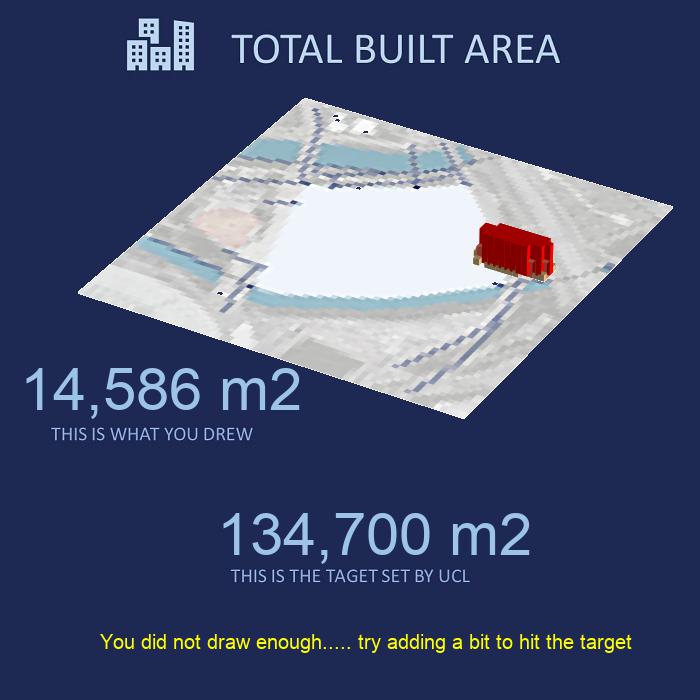 TOTAL BUILT AREA
14,586 m2
THIS IS WHAT YOU DREW
134,700 m2
THIS IS THE TAGET SET BY UCL
You did not draw enough..... try adding a bit to hit the target